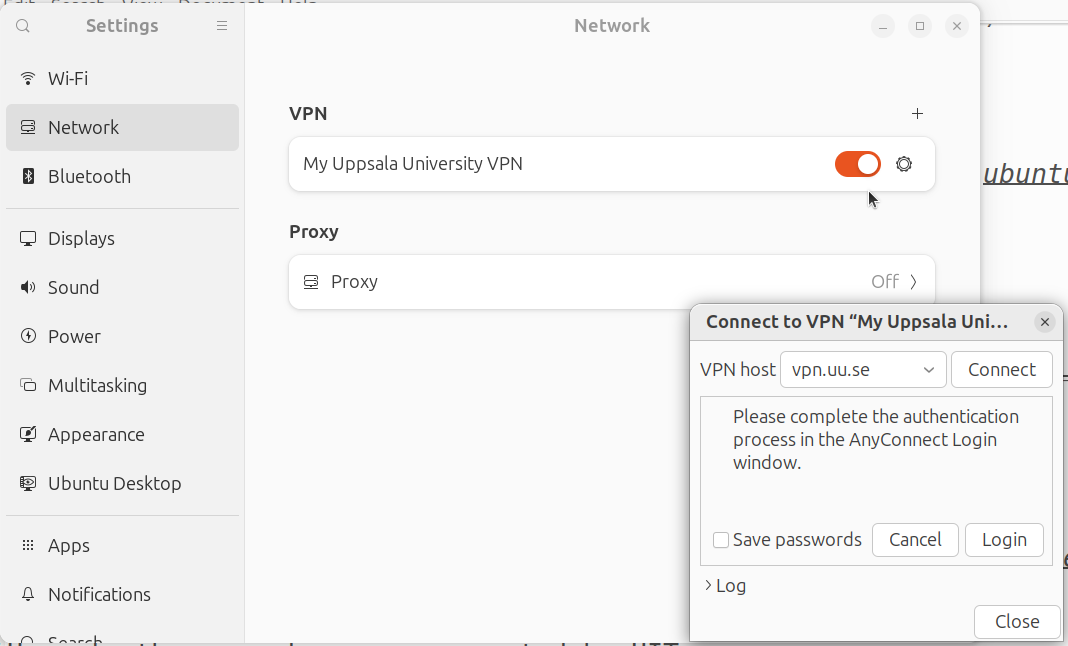 Settings
Network
Wi-Fi
Network
Bluetooth
Displays
Sound
Power
Multitasking
Appearance
Ubuntu Desktop
Apps
Notifications
Search
VPN
My Uppsala University VPN
Proxy
Proxy
Off
ubuntu
Connect to VPN “My Uppsala Uni…
VPN host
vpn.uu.se
Connect
Please complete the authentication
process in the AnyConnect Login
window.
Save passwords
Cancel
Login
Log
Close